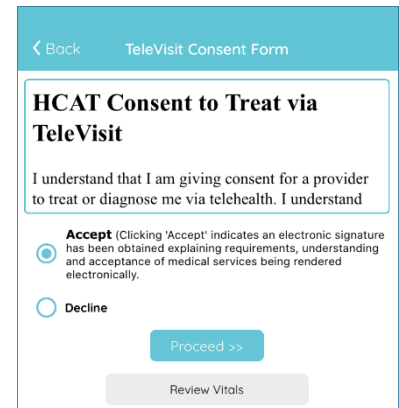 Back TeleVisit Consent Form
HCAT Consent to Treat via
TeleVisit
I understand that I am giving consent for a provider
to treat or diagnose me via telehealth. I understand
Accept (Clicking 'Accept' indicates an electronic signature
has been obtained explaining requirements, understanding
and acceptance of medical services being rendered
electronically.
Decline
Proceed >>
Review Vitals